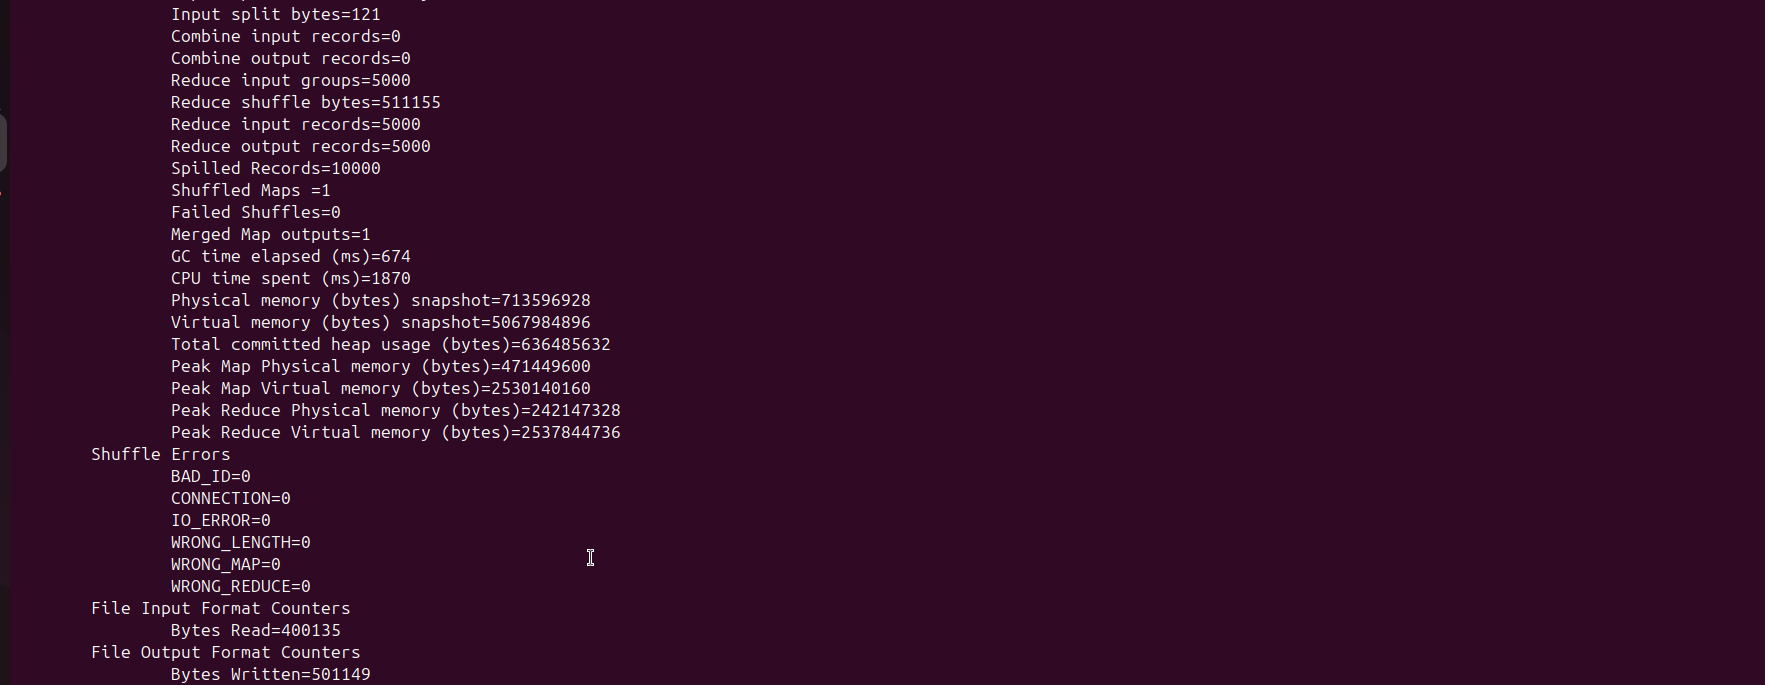 Input split bytes=121
Combine input records=0
Combine output records=0
Reduce input groups=5000
Reduce shuffle bytes=511155
Reduce input records=5000
Reduce output records=5000
Spilled Records=10000
Shuffled Maps =1
Failed Shuffles=0
Merged Map outputs=1
GC time elapsed (ms)=674
CPU time spent (ms)=1870
Physical memory (bytes) snapshot=713596928
Virtual memory (bytes) snapshot=5067984896
Total committed heap usage (bytes)=636485632
Peak Map Physical memory (bytes)=471449600
Peak Map Virtual memory (bytes)=2530140160
Peak Reduce Physical memory (bytes)=242147328
Peak Reduce Virtual memory (bytes)=2537844736
Shuffle Errors
BAD_ID=0
CONNECTION=0
IO_ERROR=0
WRONG_LENGTH=0
WRONG_MAP=0
WRONG_REDUCE=0
File Input Format Counters
Bytes Read=400135
File Output Format Counters
Bytes Written=501149